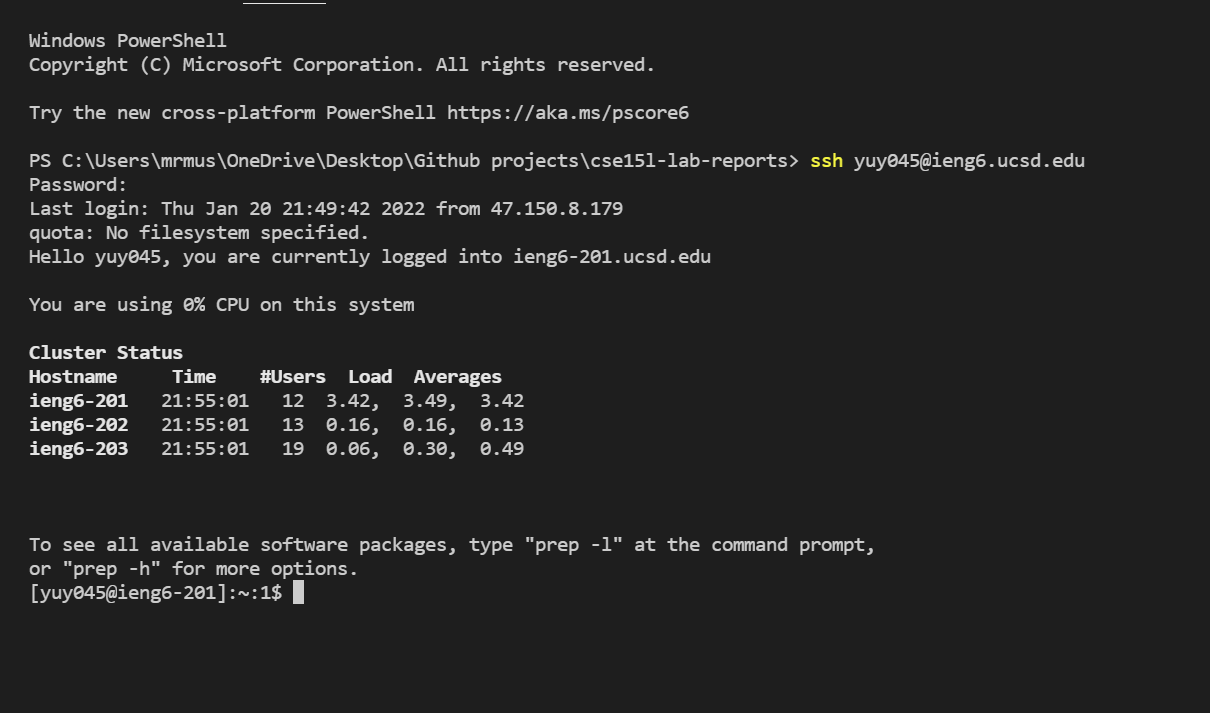 Windows PowerShell
Copyright (C) Microsoft Corporation. All rights reserved.
Try the new cross-platform PowerShell https://aka.ms/pscore6
PS C:\Users\mrmus\OneDrive\Desktop\Github projects\cse15l-lab-reports> ssh yuy045@ieng6.ucsd.edu
Password:
Last login: Thu Jan 20 21:49:42 2022 from 47.150.8.179
quota: No filesystem specified.
Hello yuy045, you are currently logged into ieng6-201.ucsd.edu
You are using 0% CPU on this system
Cluster Status
Hostname     Time    #Users  Load  Averages
ieng6-201   21:55:01   12  3.42,  3.49,  3.42
ieng6-202   21:55:01   13  0.16,  0.16,  0.13
ieng6-203   21:55:01   19  0.06,  0.30,  0.49
To see all available software packages, type "prep -l" at the command prompt,
or "prep -h" for more options.
[yuy045@ieng6-201]:~:1$